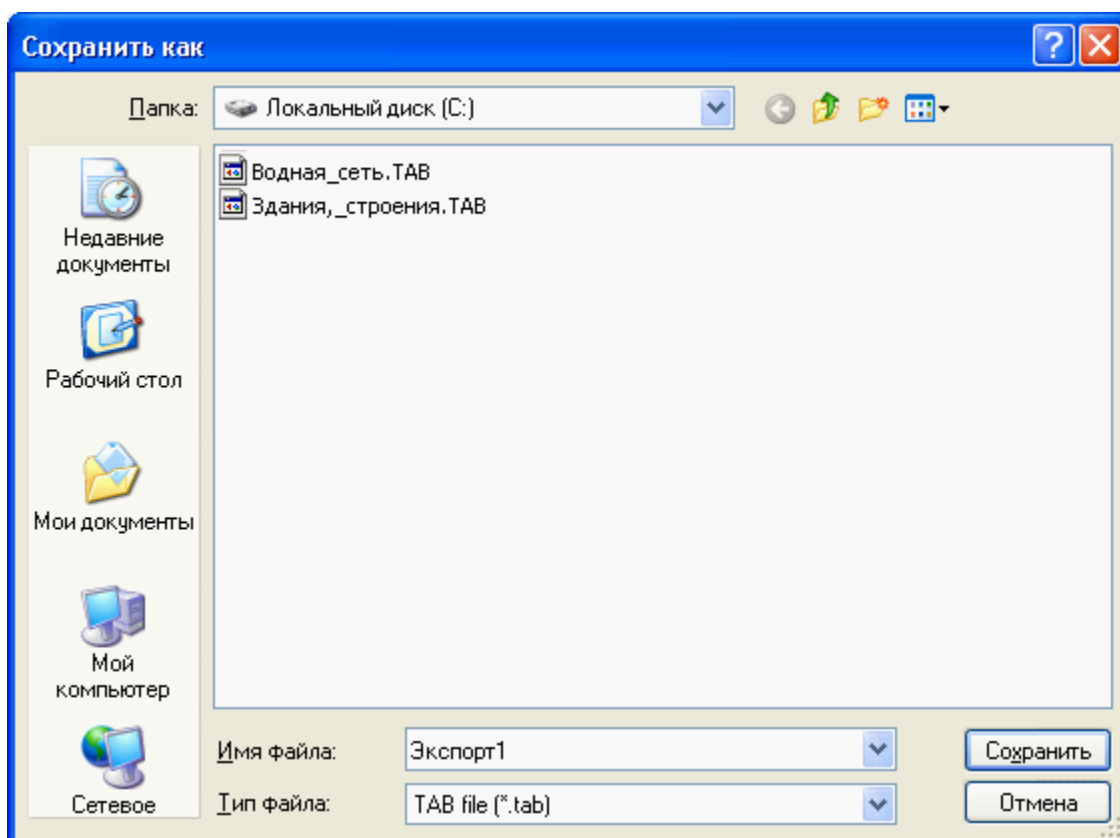 Сохранить как
Папка: Локальный диск (C:)
Водная_сеть.TAB
Здания,_строения.TAB
Недавние
документы
Рабочий стол
Мои документы
Мой
компьютер
Сетевое
Имя файла: Экспорт1 Сохранить
Тип файла: TAB file (*.tab) Отмена